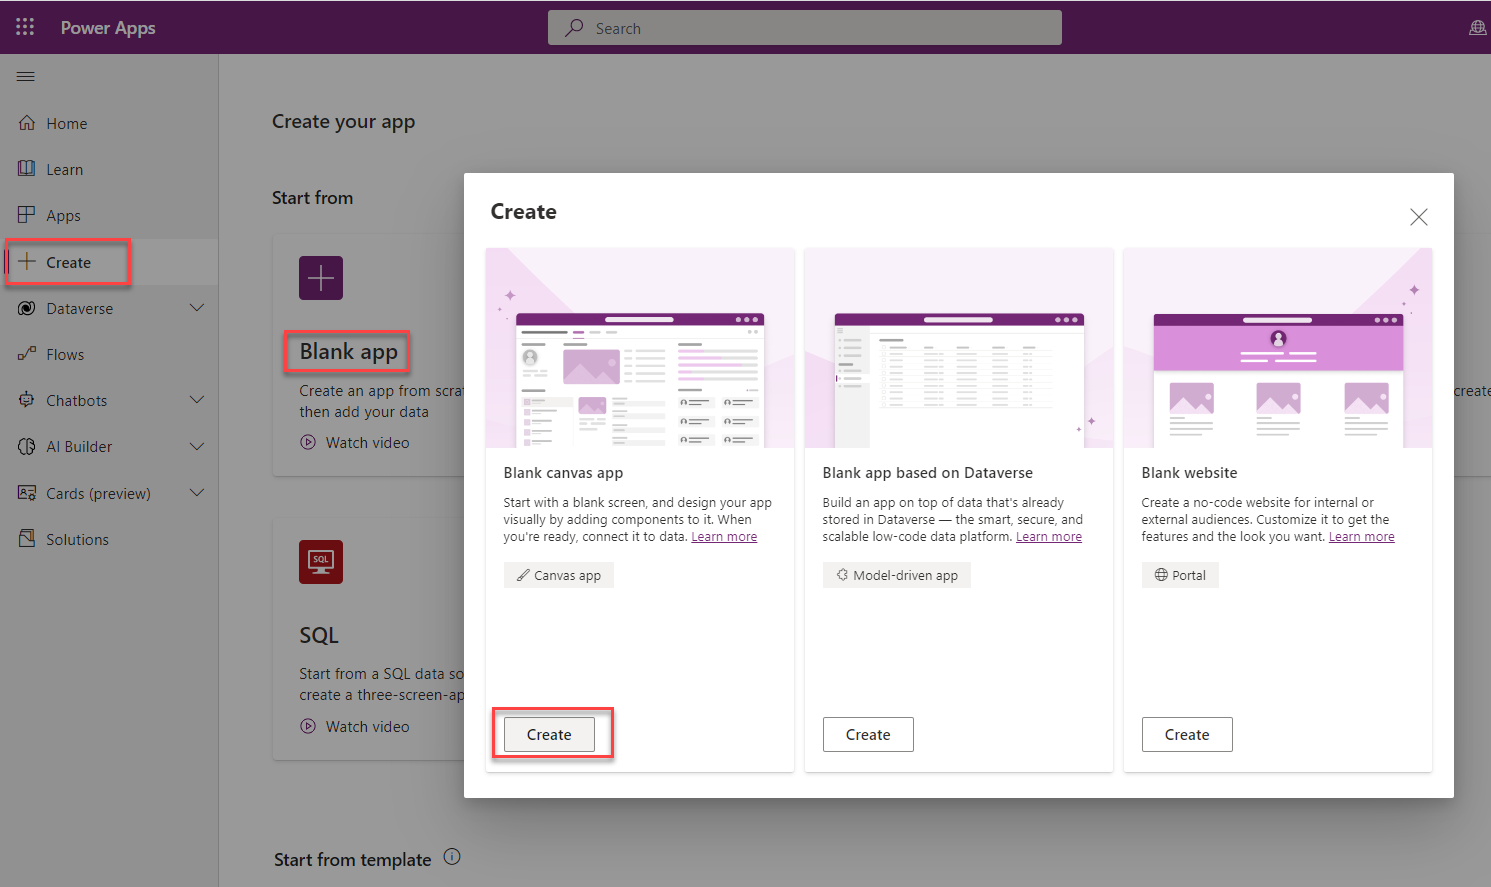 Power Apps
Search
Home
Learn
Apps
Create
Dataverse
Flows
Chatbots
AI Builder
Cards (preview)
Solutions
Create your app
Start from
Blank app
Create an app from scrat
then add your data
Watch video
SQL
SQL
Start from a SQL data so
create a three-screen-ap
Watch video
Start from template
create
Create
Blank canvas app
Start with a blank screen, and design your app
visually by adding components to it. When
you're ready, connect it to data. Learn more
Canvas app
Create
Blank app based on Dataverse
Build an app on top of data that's already
stored in Dataverse — the smart, secure, and
scalable low-code data platform. Learn more
Model-driven app
Create
Blank website
Create a no-code website for internal or
external audiences. Customize it to get the
features and the look you want. Learn more
Portal
Create